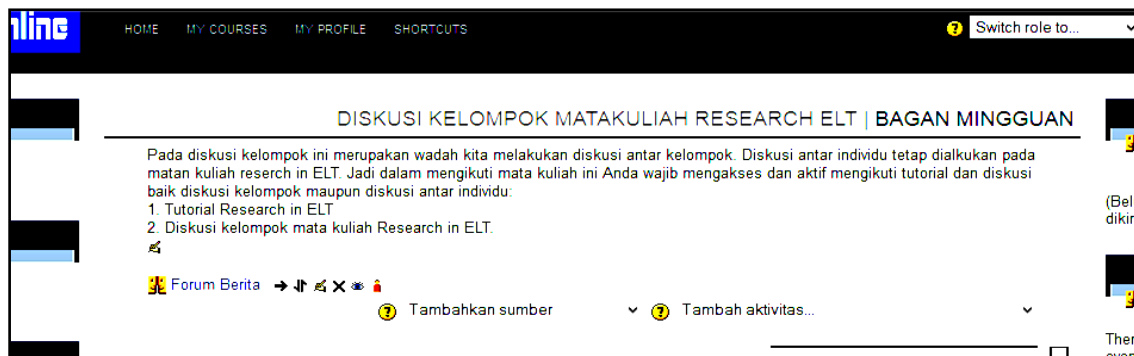 HOME MY COURSES MY PROFILE SHORTCUTS
Switch role to...
DISKUSI KELOMPOK MATAKULIAH RESEARCH ELT | BAGAN MINGGUAN
Pada diskusi kelompok ini merupakan wadah kita melakukan diskusi antar kelompok. Diskusi antar individu tetap dialkukan pada
matan kuliah reserch in ELT. Jadi dalam mengikuti mata kuliah ini Anda wajib mengakses dan aktif mengikuti tutorial dan diskusi
baik diskusi kelompok maupun diskusi antar individu:
1. Tutorial Research in ELT
2. Diskusi kelompok mata kuliah Research in ELT.
Forum Berita
Tambahkan sumber
Tambah aktivitas...
(Bel
dikir
Ther